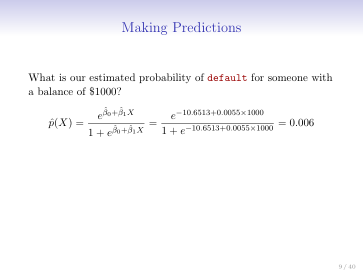 Making Predictions
What is our estimated probability of default for someone with
a balance of $1000?
p̂(X) = e^{β̂₀+β̂₁X} / (1 + e^{β̂₀+β̂₁X}) = e^{−10.6513+0.0055×1000} / (1 + e^{−10.6513+0.0055×1000}) = 0.006
9 / 40